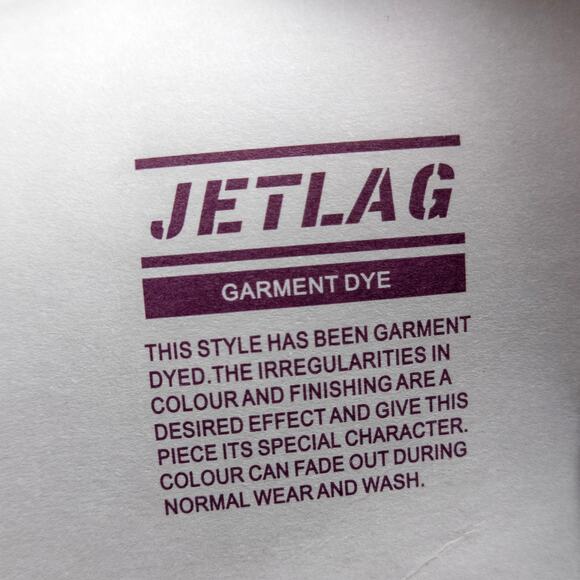 JETLAG
GARMENT DYE
THIS STYLE HAS BEEN GARMENT
DYED.THE IRREGULARITIES IN
COLOUR AND FINISHING ARE A
DESIRED EFFECT AND GIVE THIS
PIECE ITS SPECIAL CHARACTER.
COLOUR CAN FADE OUT DURING
NORMAL WEAR AND WASH.